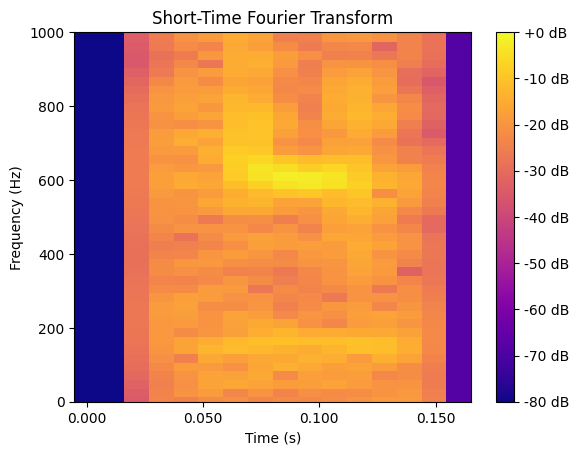 Short-Time Fourier Transform
1000
800
600
400
200
0
Frequency (Hz)
0.000
0.050
0.100
0.150
Time (s)
+0 dB
-10 dB
-20 dB
-30 dB
-40 dB
-50 dB
-60 dB
-70 dB
-80 dB